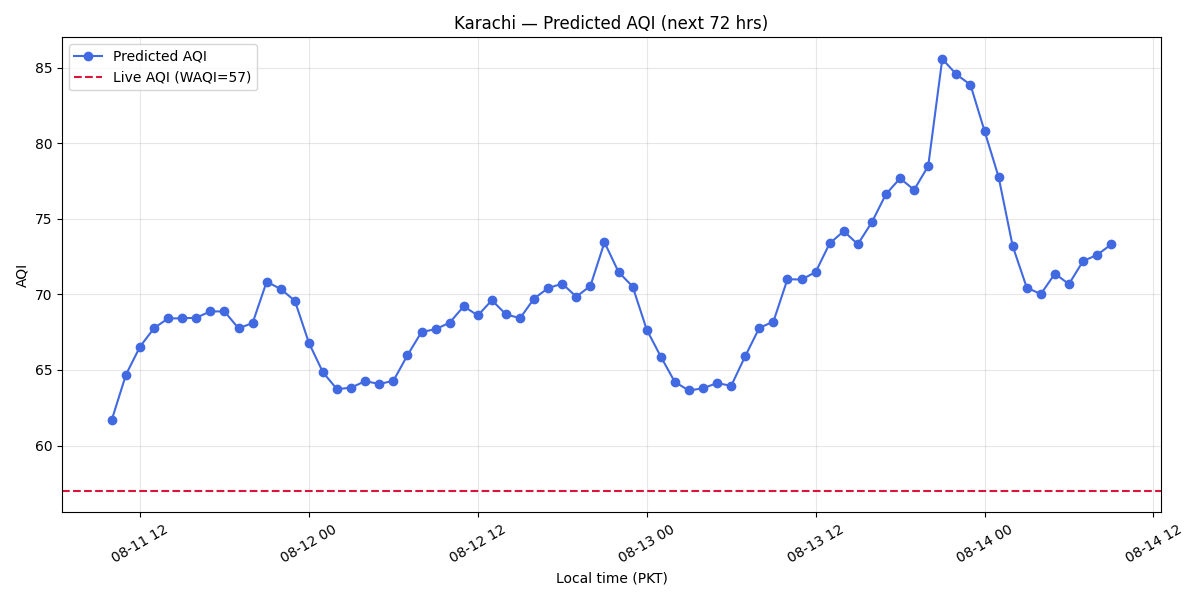 Karachi — Predicted AQI (next 72 hrs)
Predicted AQI
Live AQI (WAQI=57)
AQI
85
80
75
70
65
60
08-11 12
08-12 00
08-12 12
08-13 00
08-13 12
08-14 00
08-14 12
Local time (PKT)